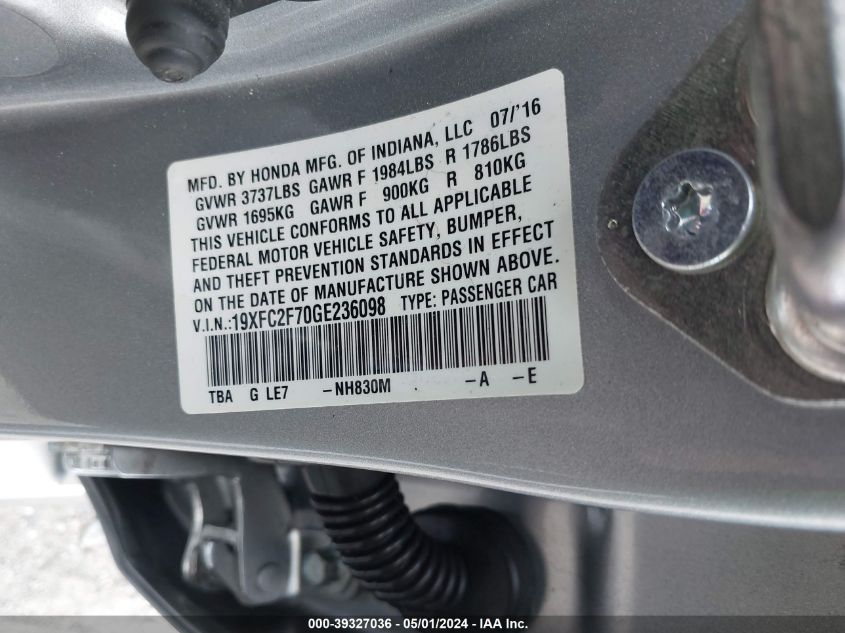 MFD. BY HONDA MFG. OF INDIANA, LLC 07/'16
GVWR 3737LBS GAWR F 1984LBS R 1786LBS
GVWR 1695KG GAWR F 900KG R 810KG
THIS VEHICLE CONFORMS TO ALL APPLICABLE
FEDERAL MOTOR VEHICLE SAFETY, BUMPER,
AND THEFT PREVENTION STANDARDS IN EFFECT
ON THE DATE OF MANUFACTURE SHOWN ABOVE.
V.I.N.:19XFC2F70GE236098 TYPE: PASSENGER CAR
TBA G LE7 -NH830M -A -E
000-39327036 - 05/01/2024 - IAA Inc.